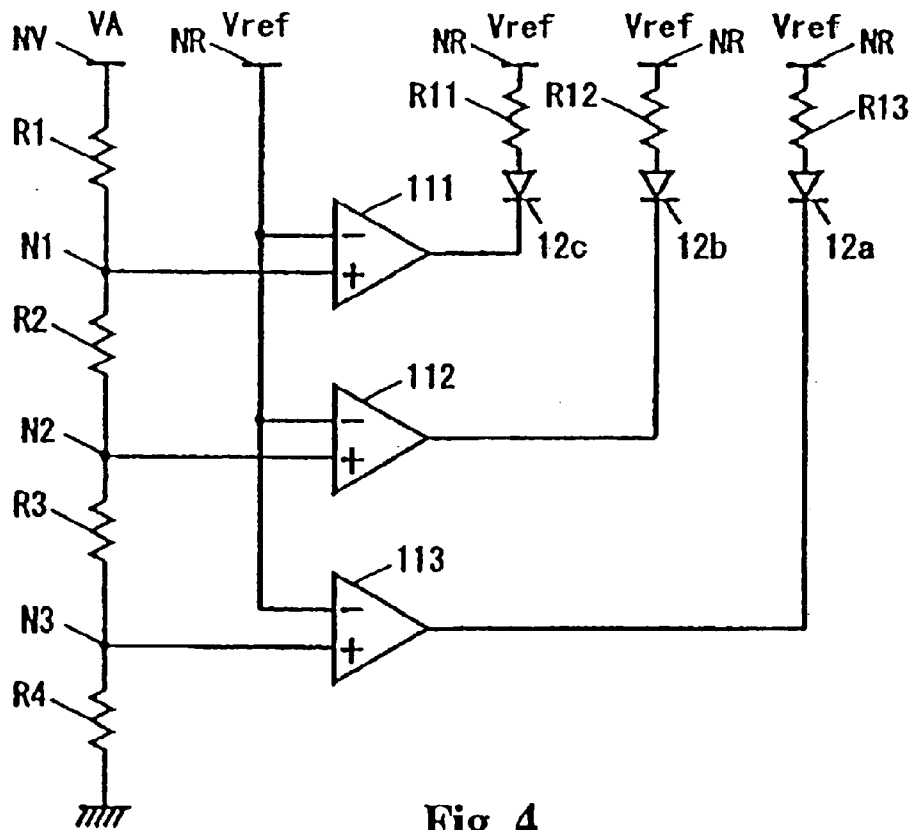 NV VA NR Vref NR Vref Vref NR Vref NR
R1 R11 R12 R13
111
N1 - + 12c 12b 12a
R2
112
N2 - +
R3
113
N3 - +
R4
Fig. 4